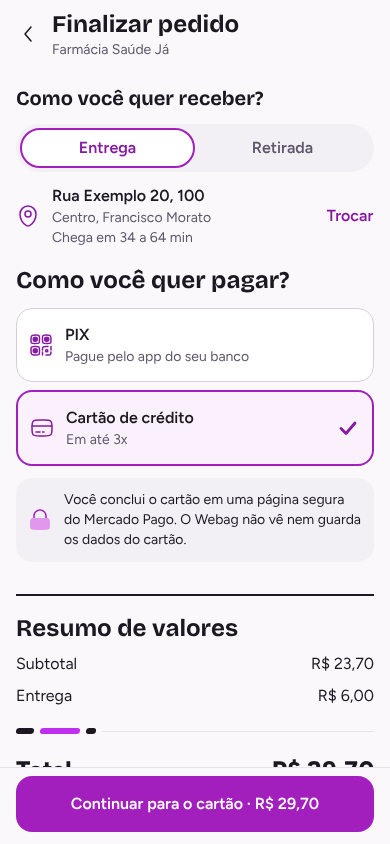 Finalizar pedido
Farmácia Saúde Já
Como você quer receber?
Entrega
Retirada
Rua Exemplo 20, 100
Centro, Francisco Morato
Chega em 34 a 64 min
Trocar
Como você quer pagar?
PIX
Pague pelo app do seu banco
Cartão de crédito
Em até 3x
Você conclui o cartão em uma página segura
do Mercado Pago. O Webag não vê nem guarda
os dados do cartão.
Resumo de valores
Subtotal R$ 23,70
Entrega R$ 6,00
Total R$ 29,70
Continuar para o cartão · R$ 29,70